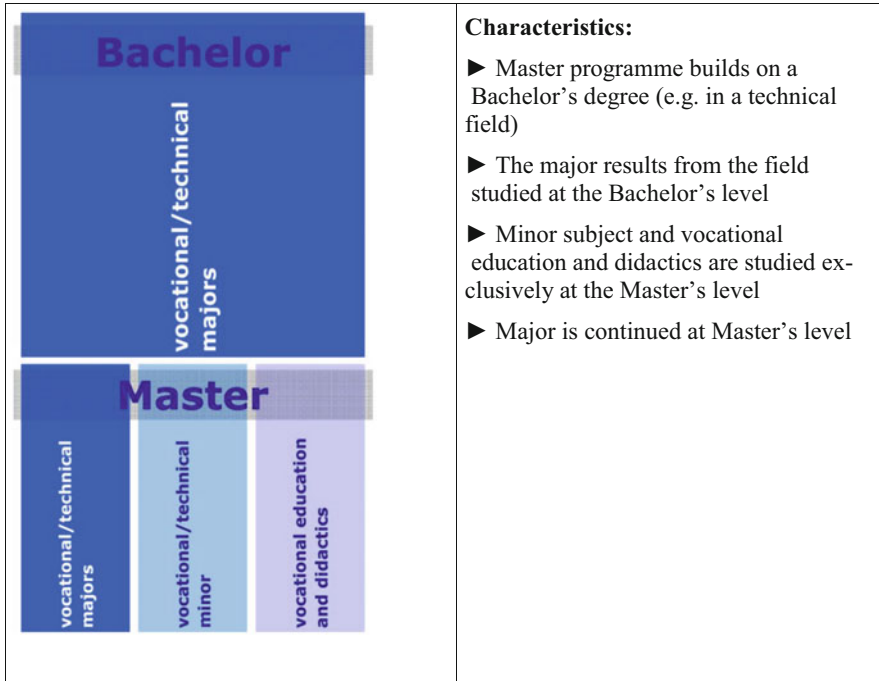 Bachelor
vocational/technical
majors
Master
vocational/technical
majors
vocational/technical
minor
vocational education
and didactics
Characteristics:
► Master programme builds on a
Bachelor’s degree (e.g. in a technical
field)
► The major results from the field
studied at the Bachelor’s level
► Minor subject and vocational
education and didactics are studied ex-
clusively at the Master’s level
► Major is continued at Master’s level